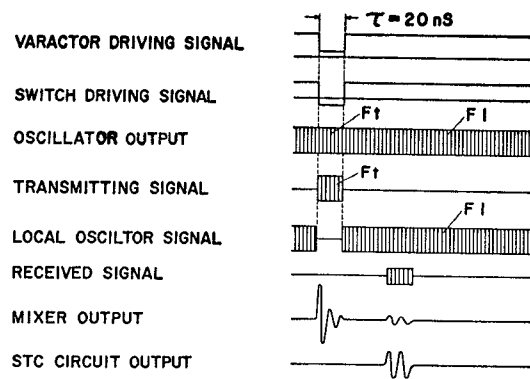 τ = 20 nS
VARACTOR DRIVING SIGNAL
SWITCH DRIVING SIGNAL
Ft
Fl
OSCILLATOR OUTPUT
Ft
TRANSMITTING SIGNAL
Fl
LOCAL OSCILTOR SIGNAL
RECEIVED SIGNAL
MIXER OUTPUT
STC CIRCUIT OUTPUT